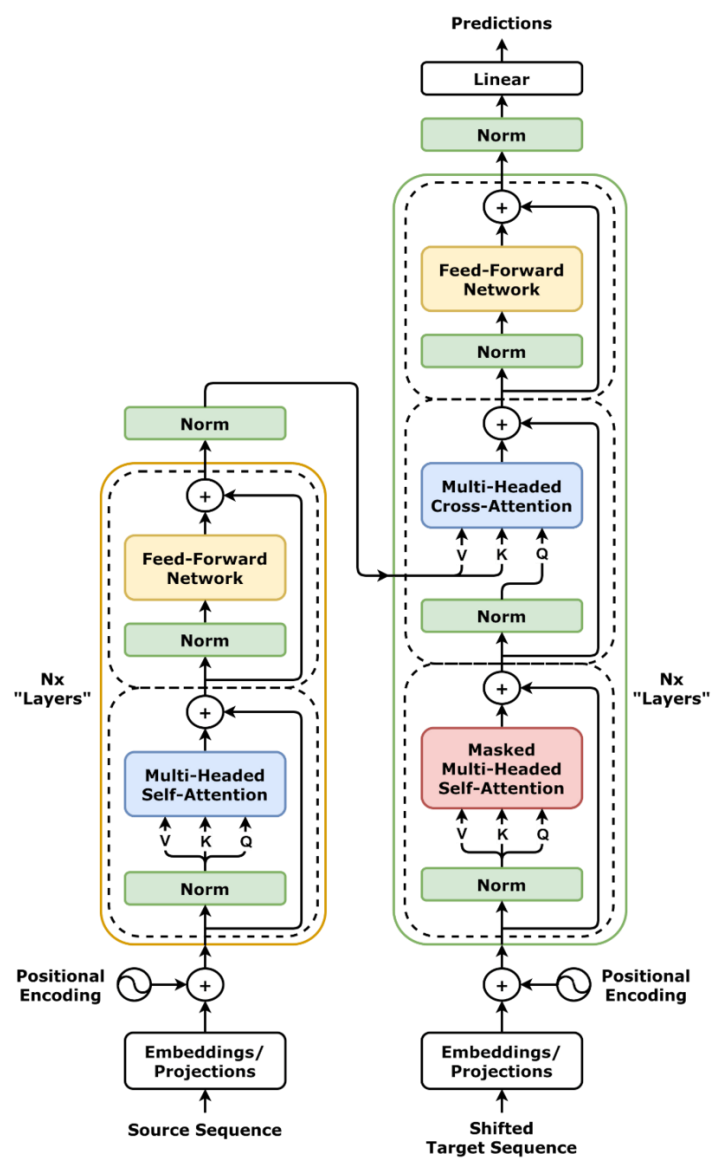 Predictions
Linear
Norm
+
Feed-Forward
Network
Norm
+
Multi-Headed
Cross-Attention
V K Q
Norm
+
Masked
Multi-Headed
Self-Attention
V K Q
Norm
Nx
"Layers"
+
Positional
Encoding
Embeddings/
Projections
Shifted
Target Sequence
Norm
+
Feed-Forward
Network
Norm
+
Multi-Headed
Self-Attention
V K Q
Norm
Nx
"Layers"
Positional
Encoding
+
Embeddings/
Projections
Source Sequence